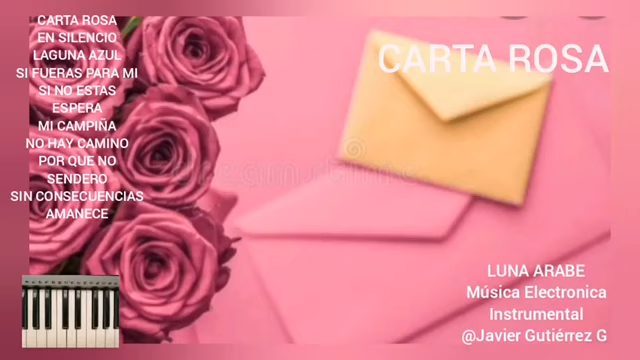 CARTA ROSA
EN SILENCIO
LAGUNA AZUL
SI FUERAS PARA MI
SI NO ESTAS
ESPERA
MI CAMPIÑA
NO HAY CAMINO
POR QUE NO
SENDERO
SIN CONSECUENCIAS
AMANECE
CARTA ROSA
LUNA ARABE
Música Electronica
Instrumental
@Javier Gutiérrez G